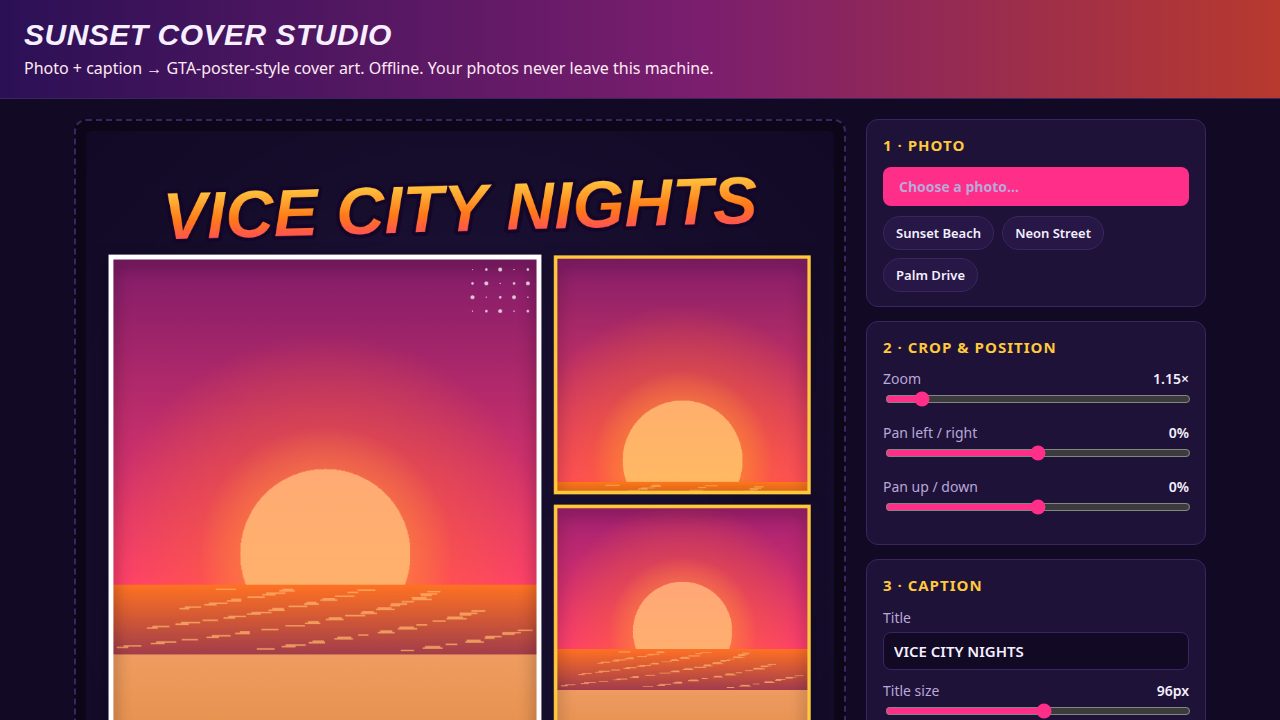 SUNSET COVER STUDIO
Photo + caption → GTA-poster-style cover art. Offline. Your photos never leave this machine.
VICE CITY NIGHTS
1 · PHOTO
Choose a photo…
Sunset Beach
Neon Street
Palm Drive
2 · CROP & POSITION
Zoom 1.15×
Pan left / right 0%
Pan up / down 0%
3 · CAPTION
Title
VICE CITY NIGHTS
Title size 96px